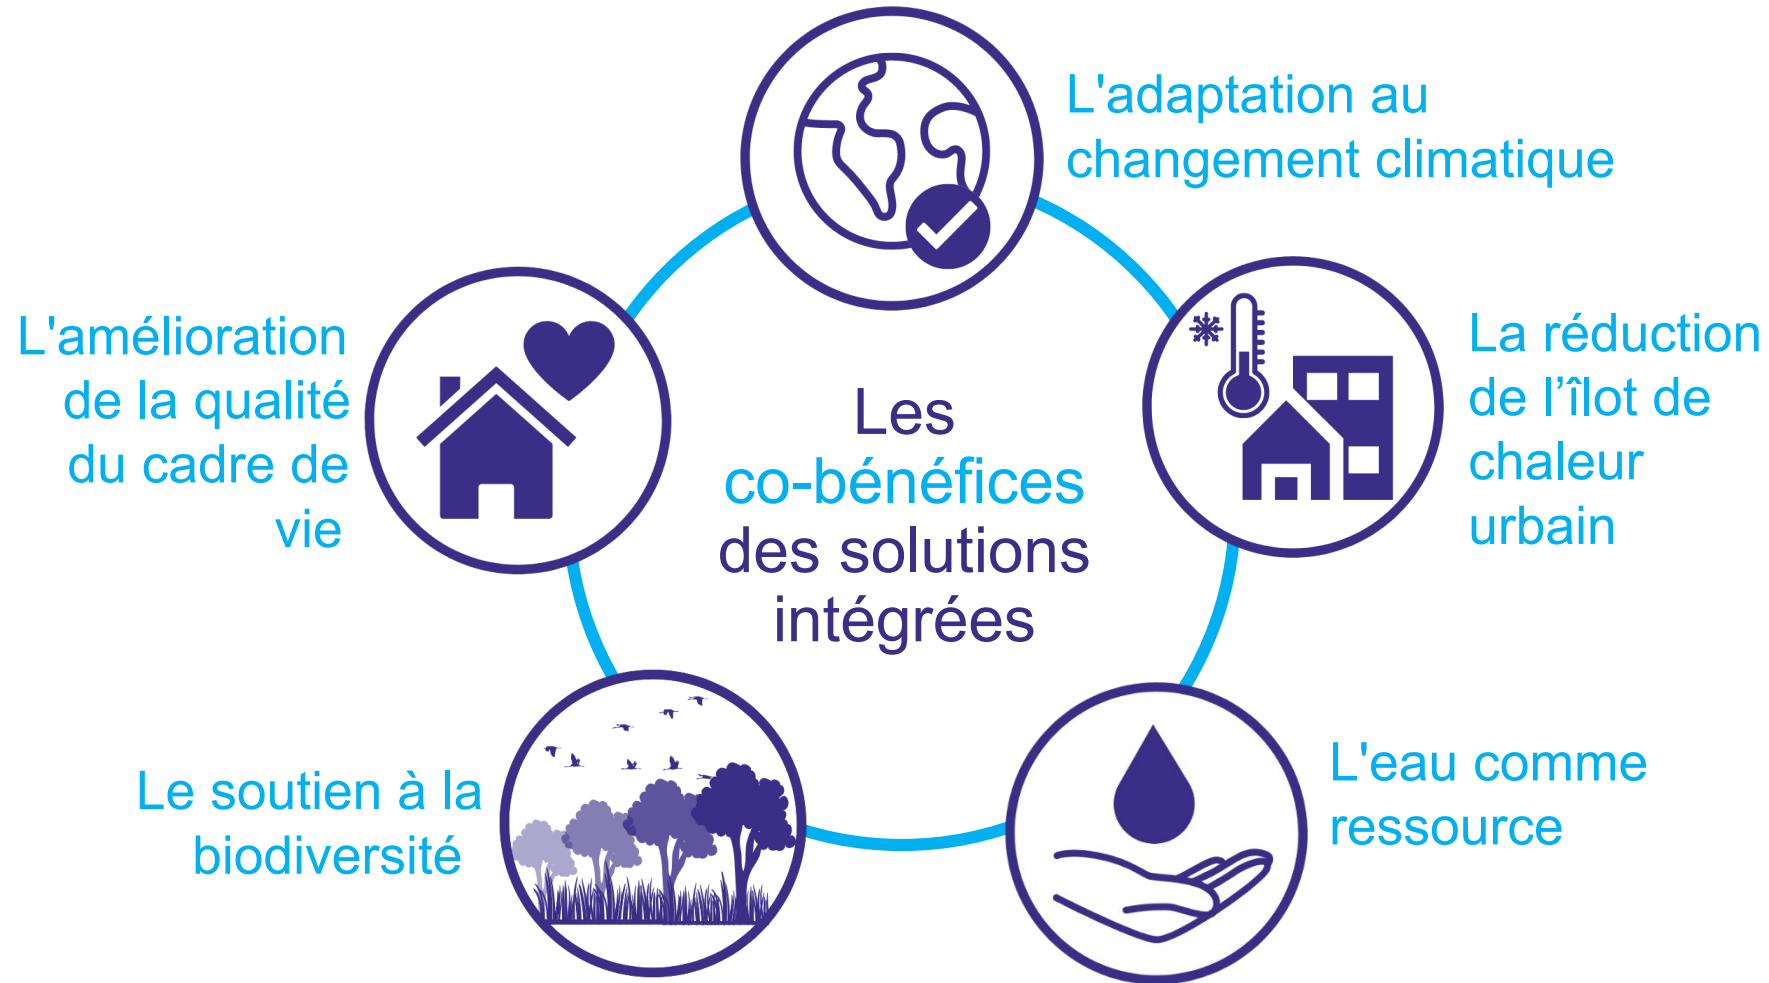 L'adaptation au
changement climatique
La réduction
de l’îlot de
chaleur
urbain
L'eau comme
ressource
Le soutien à la
biodiversité
L'amélioration
de la qualité
du cadre de
vie
Les
co-bénéfices
des solutions
intégrées